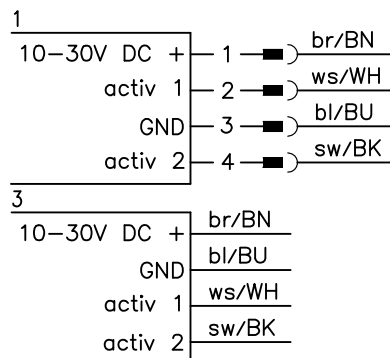 1
10-30V DC + 1 br/BN
activ 1 2 ws/WH
GND 3 bl/BU
activ 2 4 sw/BK
3
10-30V DC + br/BN
GND bl/BU
activ 1 ws/WH
activ 2 sw/BK